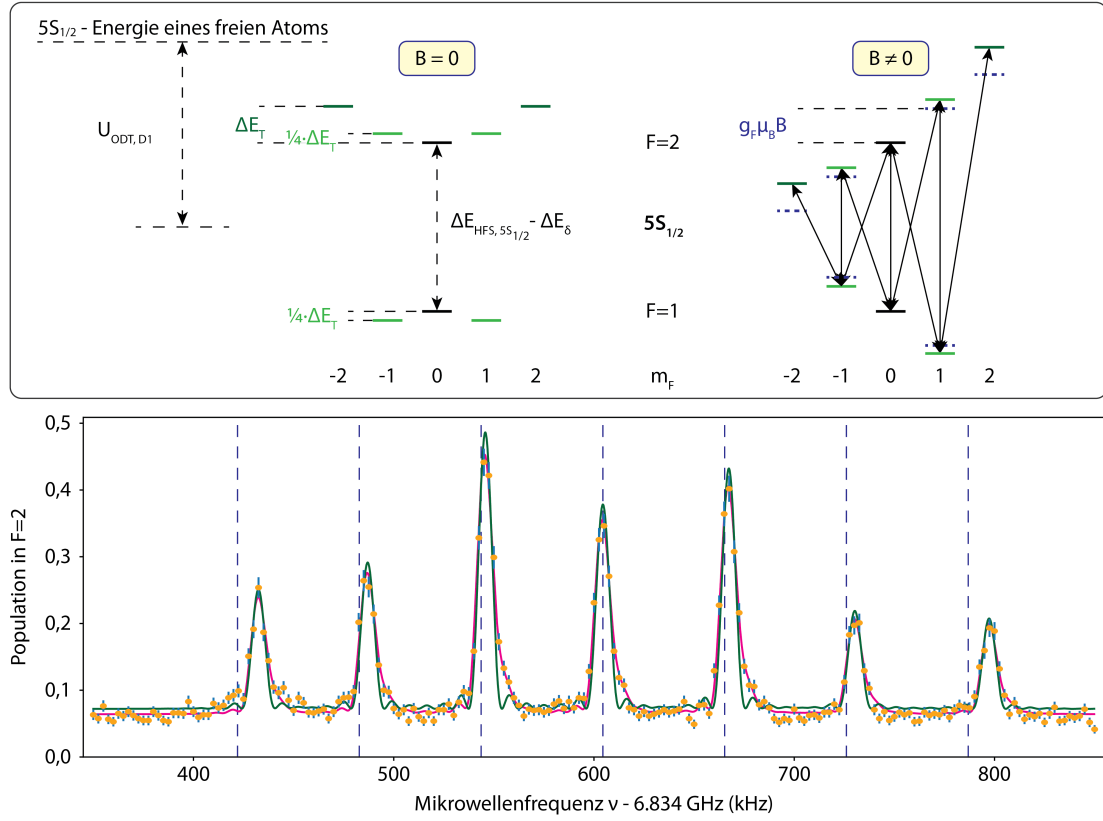 5S1/2 - Energie eines freien Atoms
B = 0
B ≠ 0
UODT, D1
ΔET
¼·ΔET
F=2
gFμBB
ΔEHFS, 5S1/2 - ΔEδ
5S1/2
¼·ΔET
F=1
-2 -1 0 1 2 mF -2 -1 0 1 2
0,5
0,4
0,3
0,2
0,1
0,0
Population in F=2
400 500 600 700 800
Mikrowellenfrequenz ν - 6.834 GHz (kHz)